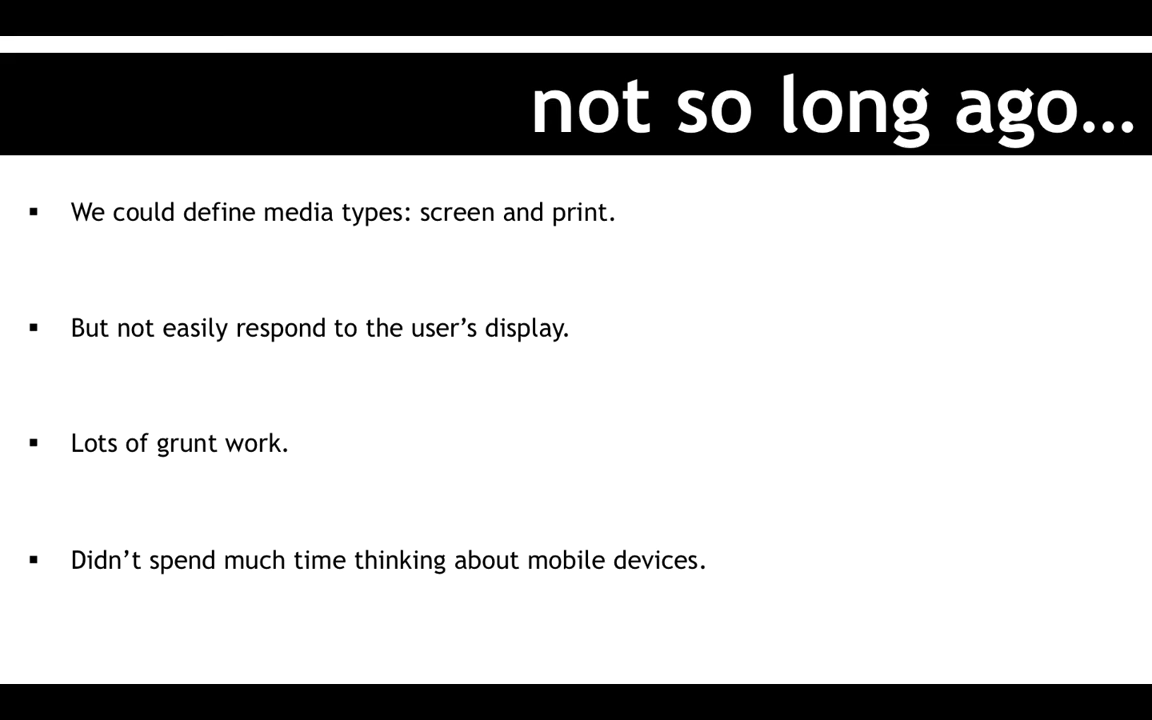 not so long ago...
▪ We could define media types: screen and print.
▪ But not easily respond to the user’s display.
▪ Lots of grunt work.
▪ Didn’t spend much time thinking about mobile devices.